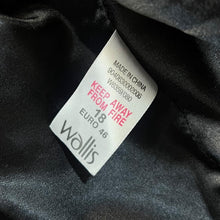 MADE IN CHINA
KEEP AWAY
FROM FIRE
18
EURO 46
wallis